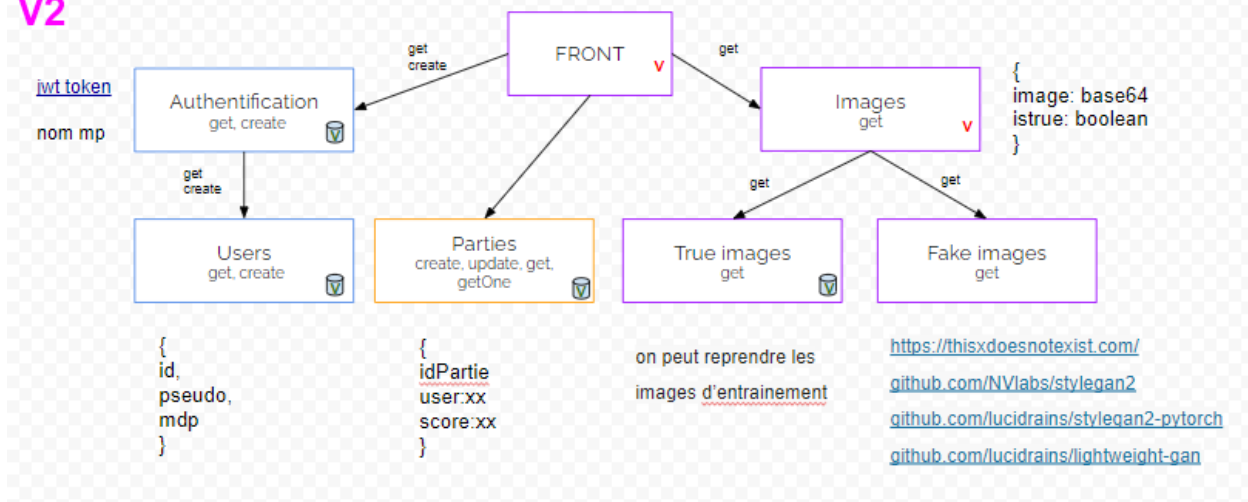 V2
FRONT
V
get
create
get
jwt token
nom mp
Authentification
get, create
V
Images
get
V
{
image: base64
istrue: boolean
}
get
create
get
get
Users
get, create
V
Parties
create, update, get,
getOne
V
True images
get
V
Fake images
get
{
id,
pseudo,
mdp
}
{
idPartie
user:xx
score:xx
}
on peut reprendre les
images d'entrainement
https://thisxdoesnotexist.com/
github.com/NVlabs/stylegan2
github.com/lucidrains/stylegan2-pytorch
github.com/lucidrains/lightweight-gan